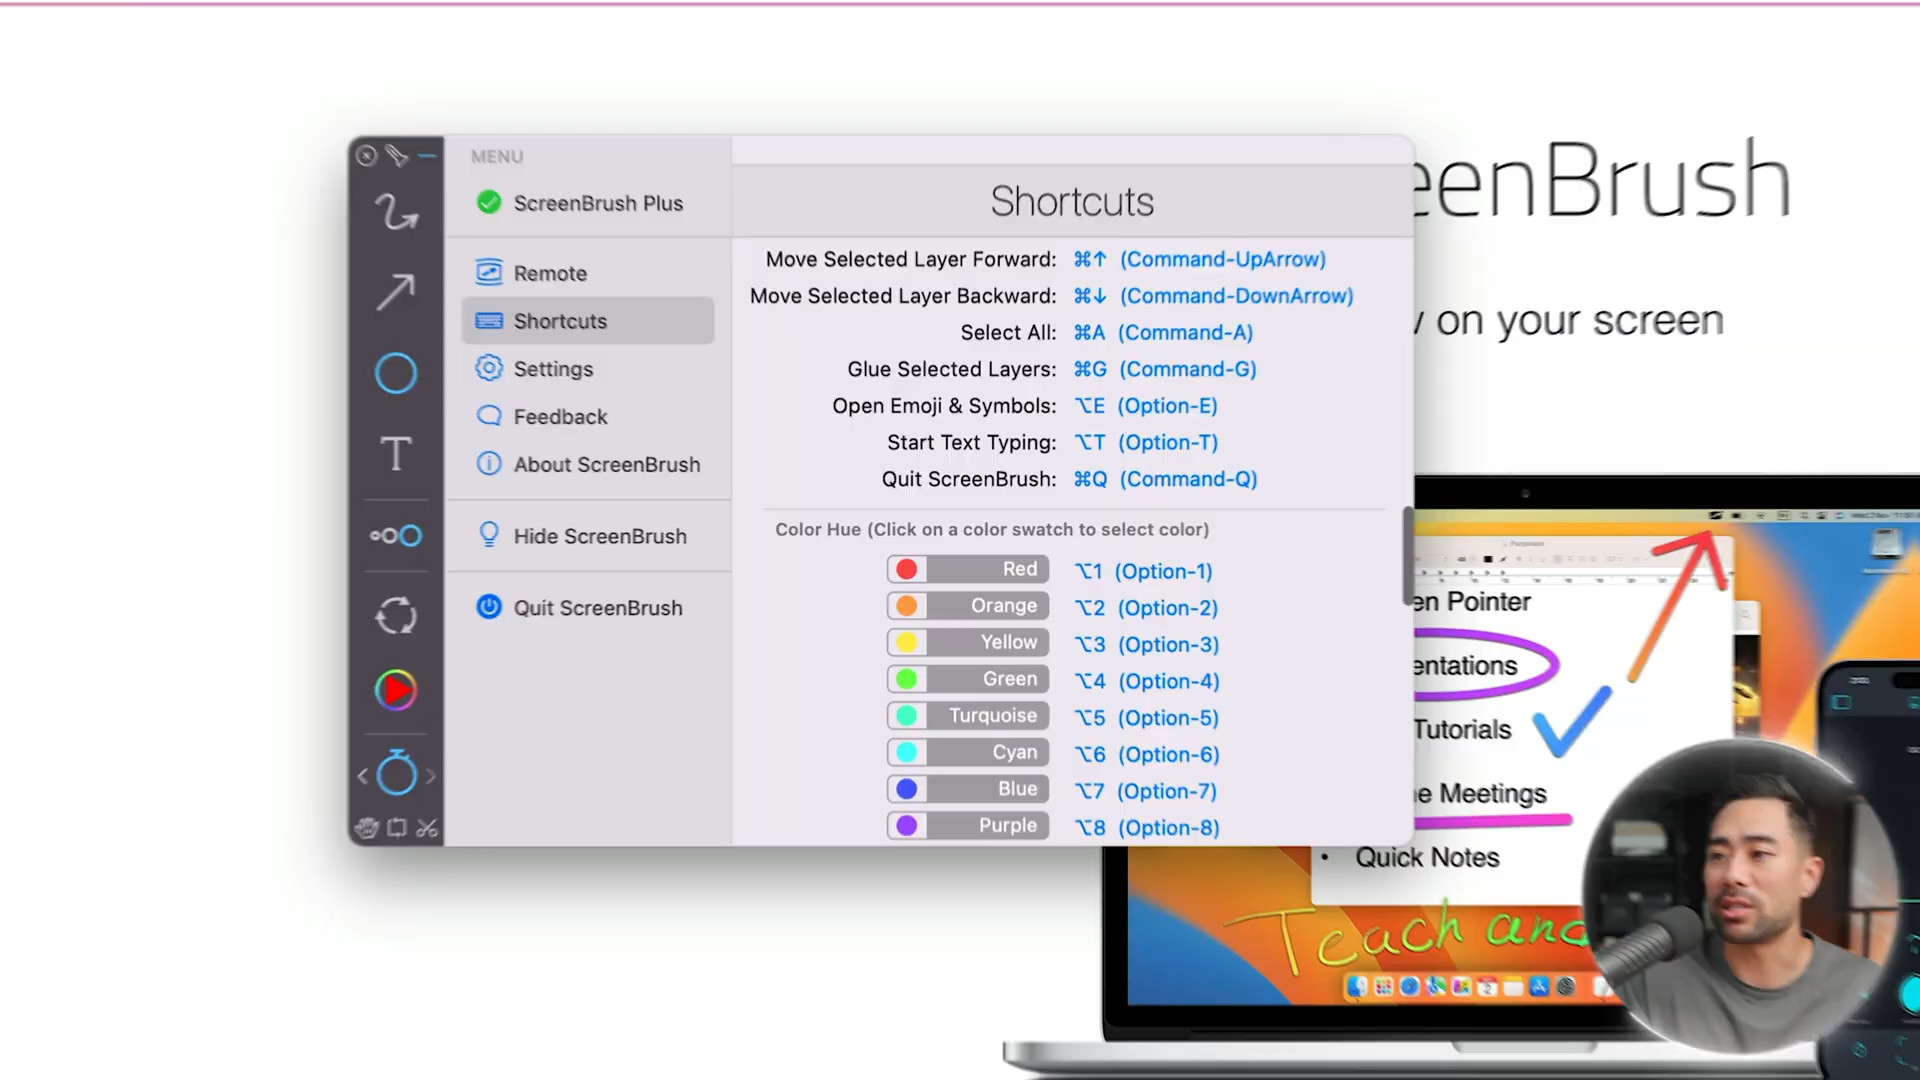 MENU
ScreenBrush Plus
Remote
Shortcuts
Settings
Feedback
About ScreenBrush
Hide ScreenBrush
Quit ScreenBrush
T
Shortcuts
Move Selected Layer Forward: ⌘↑ (Command-UpArrow)
Move Selected Layer Backward: ⌘↓ (Command-DownArrow)
Select All: ⌘A (Command-A)
Glue Selected Layers: ⌘G (Command-G)
Open Emoji & Symbols: ⌥E (Option-E)
Start Text Typing: ⌥T (Option-T)
Quit ScreenBrush: ⌘Q (Command-Q)
Color Hue (Click on a color swatch to select color)
Red ⌥1 (Option-1)
Orange ⌥2 (Option-2)
Yellow ⌥3 (Option-3)
Green ⌥4 (Option-4)
Turquoise ⌥5 (Option-5)
Cyan ⌥6 (Option-6)
Blue ⌥7 (Option-7)
Purple ⌥8 (Option-8)
eenBrush
on your screen
en Pointer
entations
Tutorials
e Meetings
• Quick Notes
Teach and